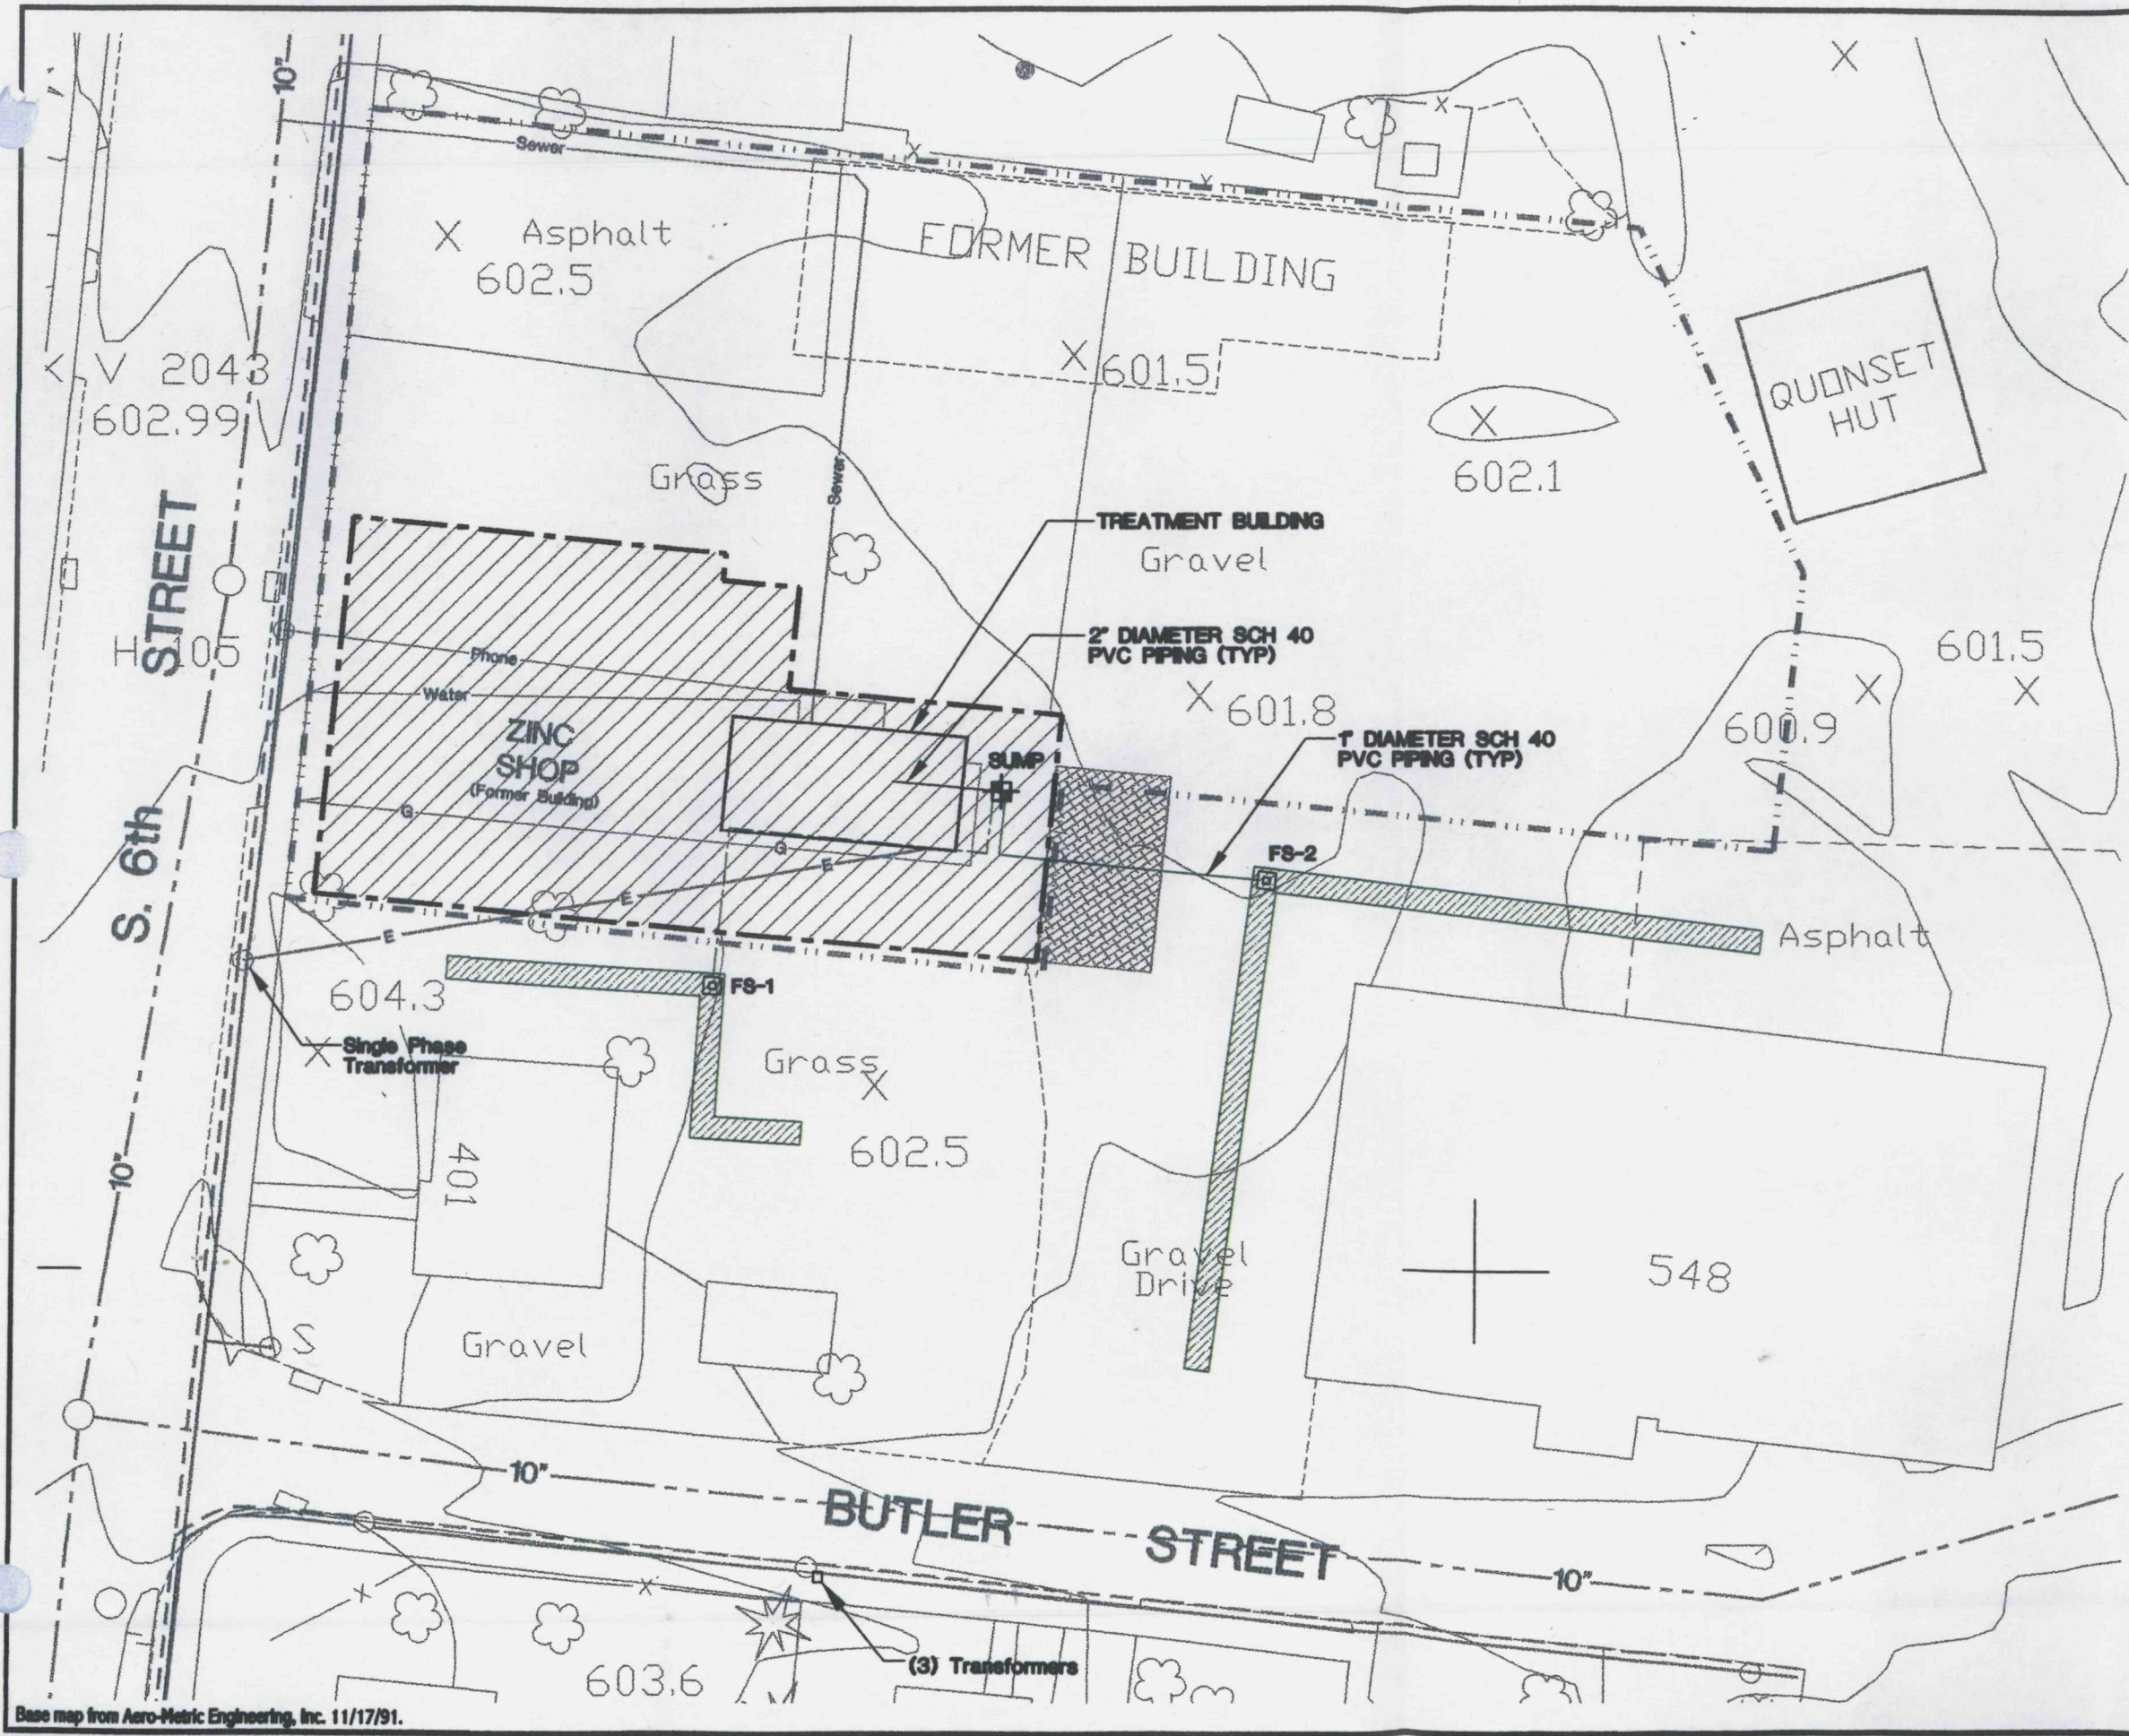 10"
Sewer
X
X
X
X
X
Asphalt
602.5
FORMER BUILDING
X 601.5
V 2043
602.99
QUONSET
HUT
X
602.1
Grass
Sewer
TREATMENT BUILDING
Gravel
2" DIAMETER SCH 40
PVC PIPING (TYP)
S. 6th STREET
Phone
Water
601.5
X
X
600.9
X 601.8
ZINC
SHOP
(Former Building)
1" DIAMETER SCH 40
PVC PIPING (TYP)
SUMP
G
G
E
E
E
FS-2
Asphalt
FS-1
604.3
X
Single Phase
Transformer
Grass
X
602.5
401
10"
Gravel
Drive
548
S
Gravel
10"
BUTLER STREET
10"
X
X
(3) Transformers
603.6
Base map from Aero-Metric Engineering, Inc. 11/17/91.